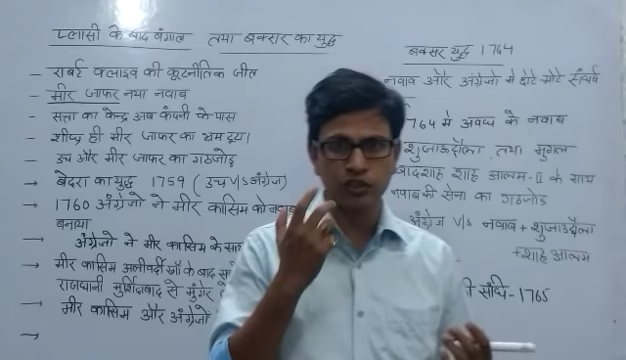 प्लासी के बाद बंगाल तथा बक्सर का युद्ध
- राबर्ट क्लाइव की कूटनीतिक जीत
- मीर जाफर नया नवाब
- सत्ता का केन्द्र अब कंपनी के पास
- शीघ्र ही मीर जाफर का भ्रम टूटा।
- डच और मीर जाफर का गठजोड़
→ बेदरा का युद्ध 1759 (डच V/s अंग्रेज)
→ 1760 अंग्रेजो ने मीर कासिम को नवाब
बनाया
→ अंग्रेजो ने मीर कासिम के
→ मीर कासिम अलीवर्दी खाँ के बाद
राजधानी मुर्शिदाबाद से मुंगेर
→ मीर कासिम और अंग्रेजो
→
बक्सर युद्ध 1764
नवाब और अंग्रेजो मे छोटे-मोटे संघर्ष
1764 मे अवध के नवाब
शुजाउद्दौला तथा मुगल
बादशाह शाह आलम-II के साथ
नवाब की सेना का गठजोड़
अंग्रेज V/s नवाब + शुजाउद्दौला
+ शाह आलम
की संधि - 1765